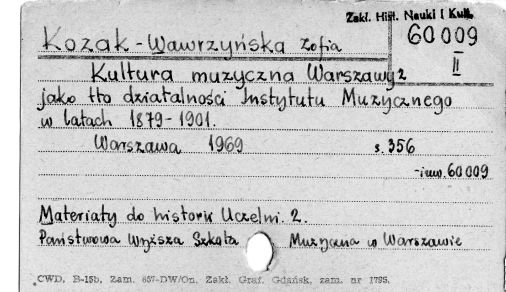 Zakł. Hist. Nauki i Kult.
Kozak-Wawrzyńska Zofia
60 009
II
Kultura muzyczna Warszawy
jako tło działalności Instytutu Muzycznego
w latach 1879-1901.
Warszawa 1969 s. 356
-inw. 60 009
Materiały do historii Uczelni. 2.
Państwowa Wyższa Szkoła Muzyczna w Warszawie
CWD, B-15b, Zam. 657-DW/On. Zakł. Graf. Gdańsk, zam. nr 1795.